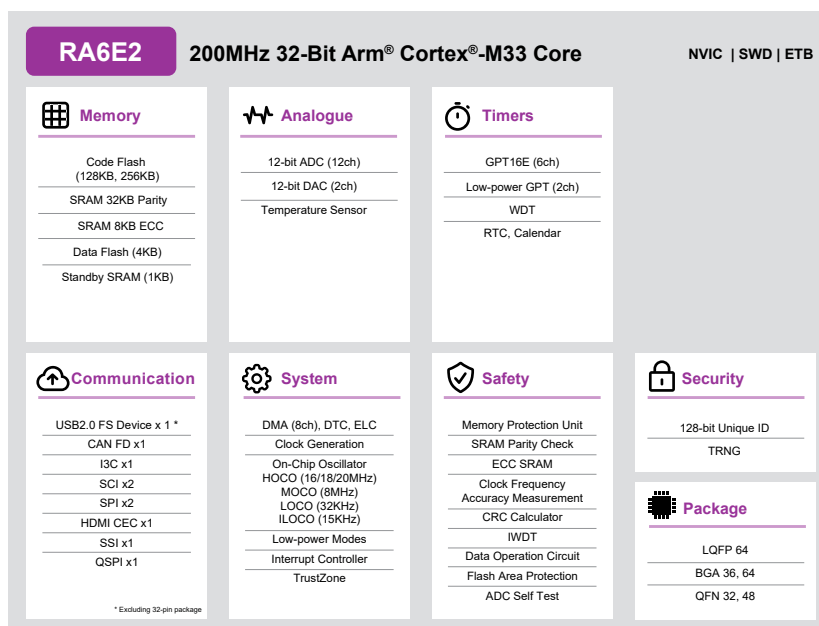 RA6E2
200MHz 32-Bit Arm® Cortex®-M33 Core
NVIC | SWD | ETB
Memory
Code Flash
(128KB, 256KB)
SRAM 32KB Parity
SRAM 8KB ECC
Data Flash (4KB)
Standby SRAM (1KB)
Analogue
12-bit ADC (12ch)
12-bit DAC (2ch)
Temperature Sensor
Timers
GPT16E (6ch)
Low-power GPT (2ch)
WDT
RTC, Calendar
Communication
USB2.0 FS Device x 1 *
CAN FD x1
I3C x1
SCI x2
SPI x2
HDMI CEC x1
SSI x1
QSPI x1
* Excluding 32-pin package
System
DMA (8ch), DTC, ELC
Clock Generation
On-Chip Oscillator
HOCO (16/18/20MHz)
MOCO (8MHz)
LOCO (32KHz)
ILOCO (15KHz)
Low-power Modes
Interrupt Controller
TrustZone
Safety
Memory Protection Unit
SRAM Parity Check
ECC SRAM
Clock Frequency
Accuracy Measurement
CRC Calculator
IWDT
Data Operation Circuit
Flash Area Protection
ADC Self Test
Security
128-bit Unique ID
TRNG
Package
LQFP 64
BGA 36, 64
QFN 32, 48